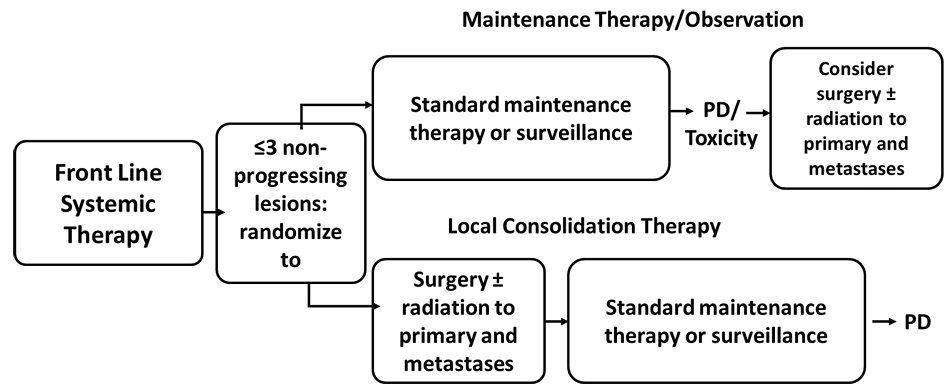 Maintenance Therapy/Observation
Front Line
Systemic
Therapy
≤3 non-
progressing
lesions:
randomize
to
Standard maintenance
therapy or surveillance
PD/
Toxicity
Consider
surgery ±
radiation to
primary and
metastases
Local Consolidation Therapy
Surgery ±
radiation to
primary and
metastases
Standard maintenance
therapy or surveillance
PD